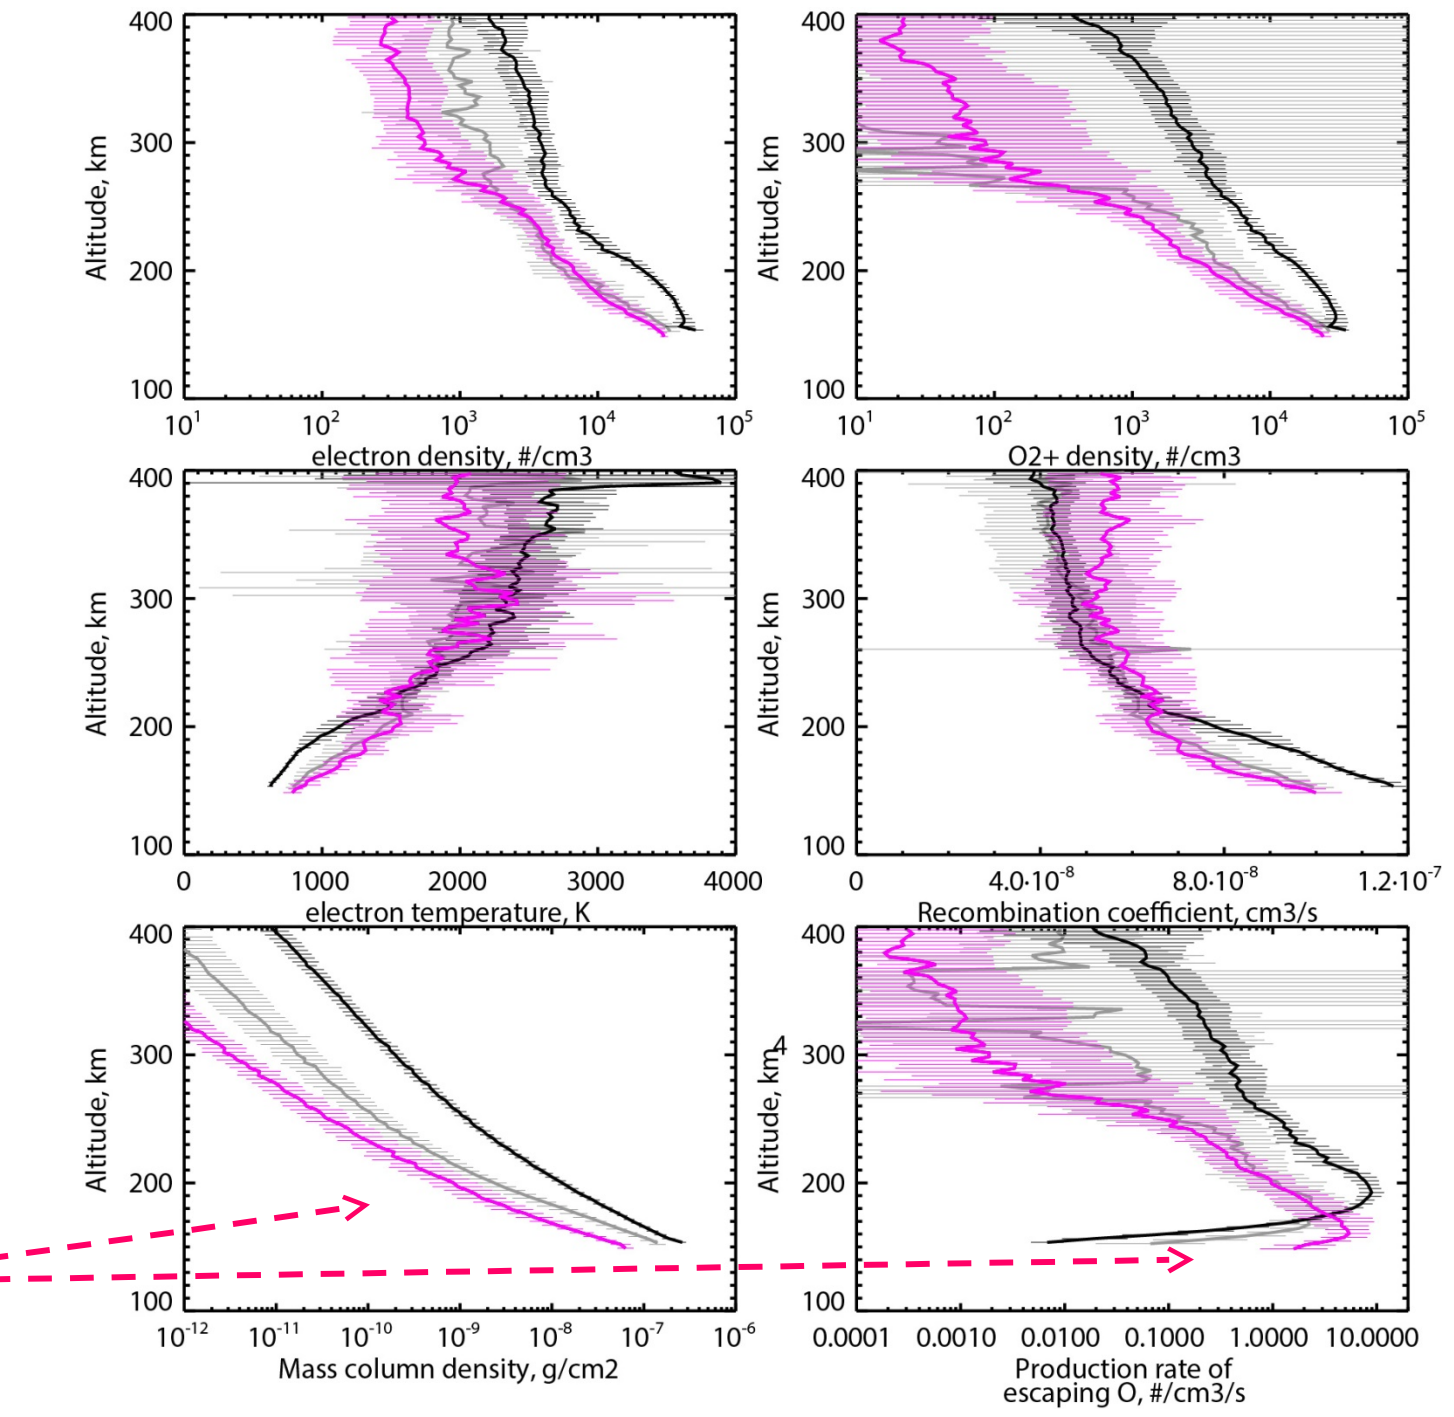 400
300
200
100
Altitude, km
10¹ 10² 10³ 10⁴ 10⁵
electron density, #/cm3
400
300
200
100
Altitude, km
10¹ 10² 10³ 10⁴ 10⁵
O2+ density, #/cm3
400
300
200
100
Altitude, km
0 1000 2000 3000 4000
electron temperature, K
400
300
200
100
Altitude, km
0 4.0·10⁻⁸ 8.0·10⁻⁸ 1.2·10⁻⁷
Recombination coefficient, cm3/s
400
300
200
100
Altitude, km
10⁻¹² 10⁻¹¹ 10⁻¹⁰ 10⁻⁹ 10⁻⁸ 10⁻⁷ 10⁻⁶
Mass column density, g/cm2
400
300
200
100
Altitude, km
4
0.0001 0.0010 0.0100 0.1000 1.0000 10.0000
Production rate of
escaping O, #/cm3/s